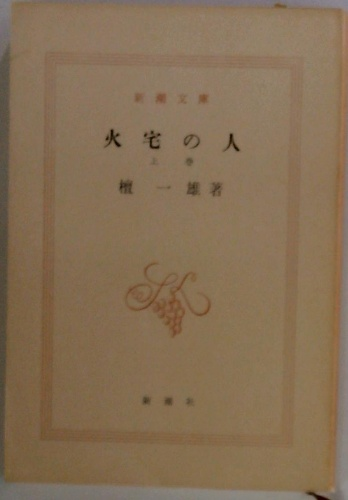 新潮文庫
火宅の人
上巻
檀一雄著
新潮社